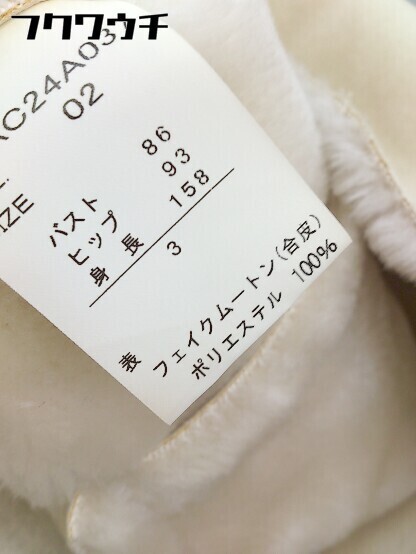 フクワウチ
AC24A03
02
IZE
バスト 86
ヒップ 93
身長 158
3
表 フェイクムートン(合皮)
ポリエステル 100%